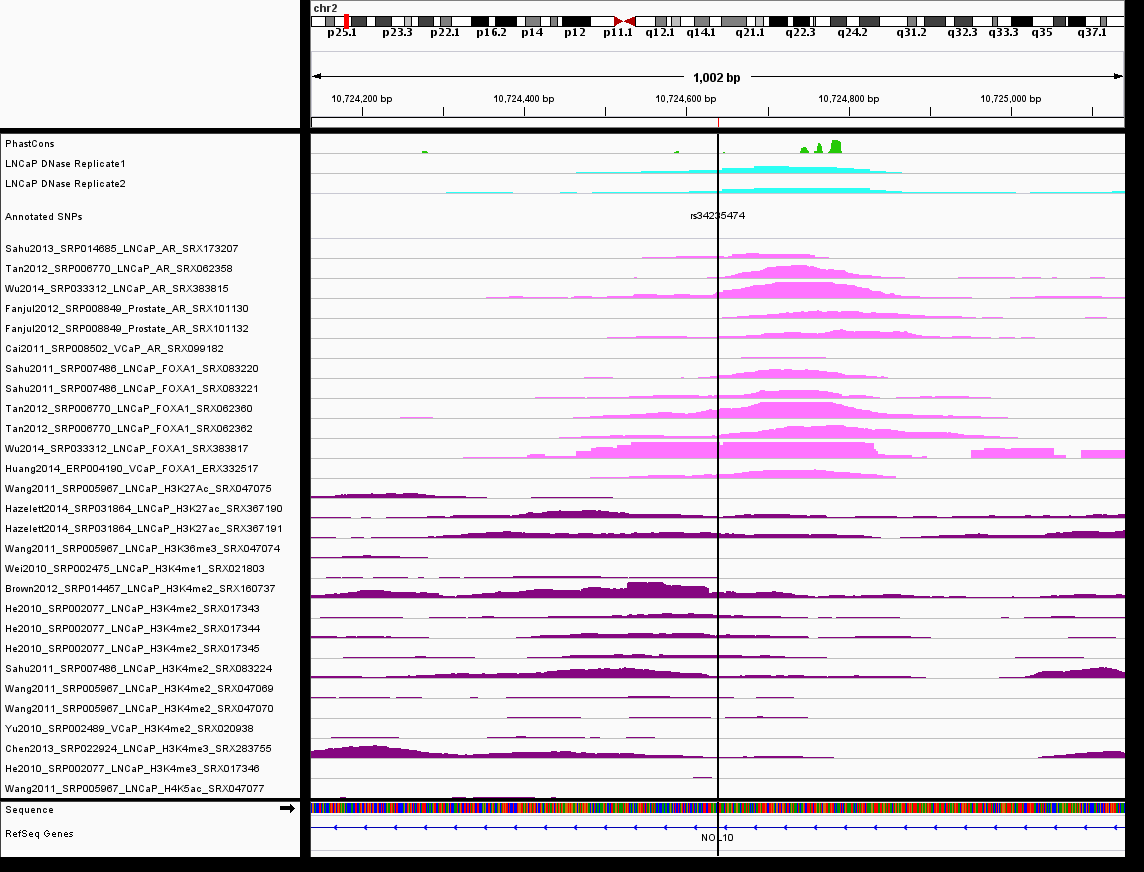 chr2
p25.1 p23.3 p22.1 p16.2 p14 p12 p11.1 q12.1 q14.1 q21.1 q22.3 q24.2 q31.2 q32.3 q33.3 q35 q37.1
1,002 bp
10,724,200 bp 10,724,400 bp 10,724,600 bp 10,724,800 bp 10,725,000 bp
PhastCons
LNCaP DNase Replicate1
LNCaP DNase Replicate2
Annotated SNPs rs34235474
Sahu2013_SRP014685_LNCaP_AR_SRX173207
Tan2012_SRP006770_LNCaP_AR_SRX062358
Wu2014_SRP033312_LNCaP_AR_SRX383815
Fanjul2012_SRP008849_Prostate_AR_SRX101130
Fanjul2012_SRP008849_Prostate_AR_SRX101132
Cai2011_SRP008502_VCaP_AR_SRX099182
Sahu2011_SRP007486_LNCaP_FOXA1_SRX083220
Sahu2011_SRP007486_LNCaP_FOXA1_SRX083221
Tan2012_SRP006770_LNCaP_FOXA1_SRX062360
Tan2012_SRP006770_LNCaP_FOXA1_SRX062362
Wu2014_SRP033312_LNCaP_FOXA1_SRX383817
Huang2014_ERP004190_VCaP_FOXA1_ERX332517
Wang2011_SRP005967_LNCaP_H3K27Ac_SRX047075
Hazelett2014_SRP031864_LNCaP_H3K27ac_SRX367190
Hazelett2014_SRP031864_LNCaP_H3K27ac_SRX367191
Wang2011_SRP005967_LNCaP_H3K36me3_SRX047074
Wei2010_SRP002475_LNCaP_H3K4me1_SRX021803
Brown2012_SRP014457_LNCaP_H3K4me2_SRX160737
He2010_SRP002077_LNCaP_H3K4me2_SRX017343
He2010_SRP002077_LNCaP_H3K4me2_SRX017344
He2010_SRP002077_LNCaP_H3K4me2_SRX017345
Sahu2011_SRP007486_LNCaP_H3K4me2_SRX083224
Wang2011_SRP005967_LNCaP_H3K4me2_SRX047069
Wang2011_SRP005967_LNCaP_H3K4me2_SRX047070
Yu2010_SRP002489_VCaP_H3K4me2_SRX020938
Chen2013_SRP022924_LNCaP_H3K4me3_SRX283755
He2010_SRP002077_LNCaP_H3K4me3_SRX017346
Wang2011_SRP005967_LNCaP_H4K5ac_SRX047077
Sequence
RefSeq Genes
NOL10